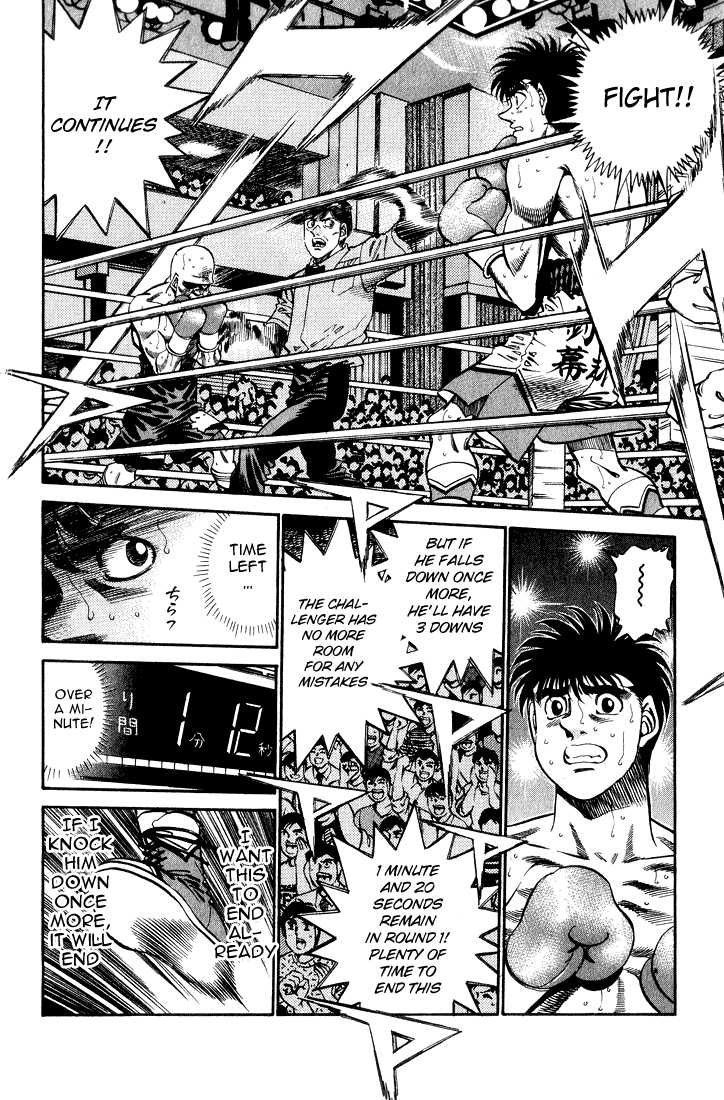 FIGHT!!
IT
CONTINUES
!!
幕
BUT IF
HE FALLS
DOWN ONCE
MORE,
HE'LL HAVE
3 DOWNS
THE CHAL-
LENGER HAS
NO MORE
ROOM
FOR ANY
MISTAKES
1 MINUTE
AND 20
SECONDS
REMAIN
IN ROUND 1!
PLENTY OF
TIME TO
END THIS
TIME
LEFT
...
ちらっ
OVER
A MI-
NUTE!
り
間 1分 12秒
I
WANT
THIS
TO
END
AL-
READY
IF I
KNOCK
HIM
DOWN
ONCE
MORE,
IT WILL
END